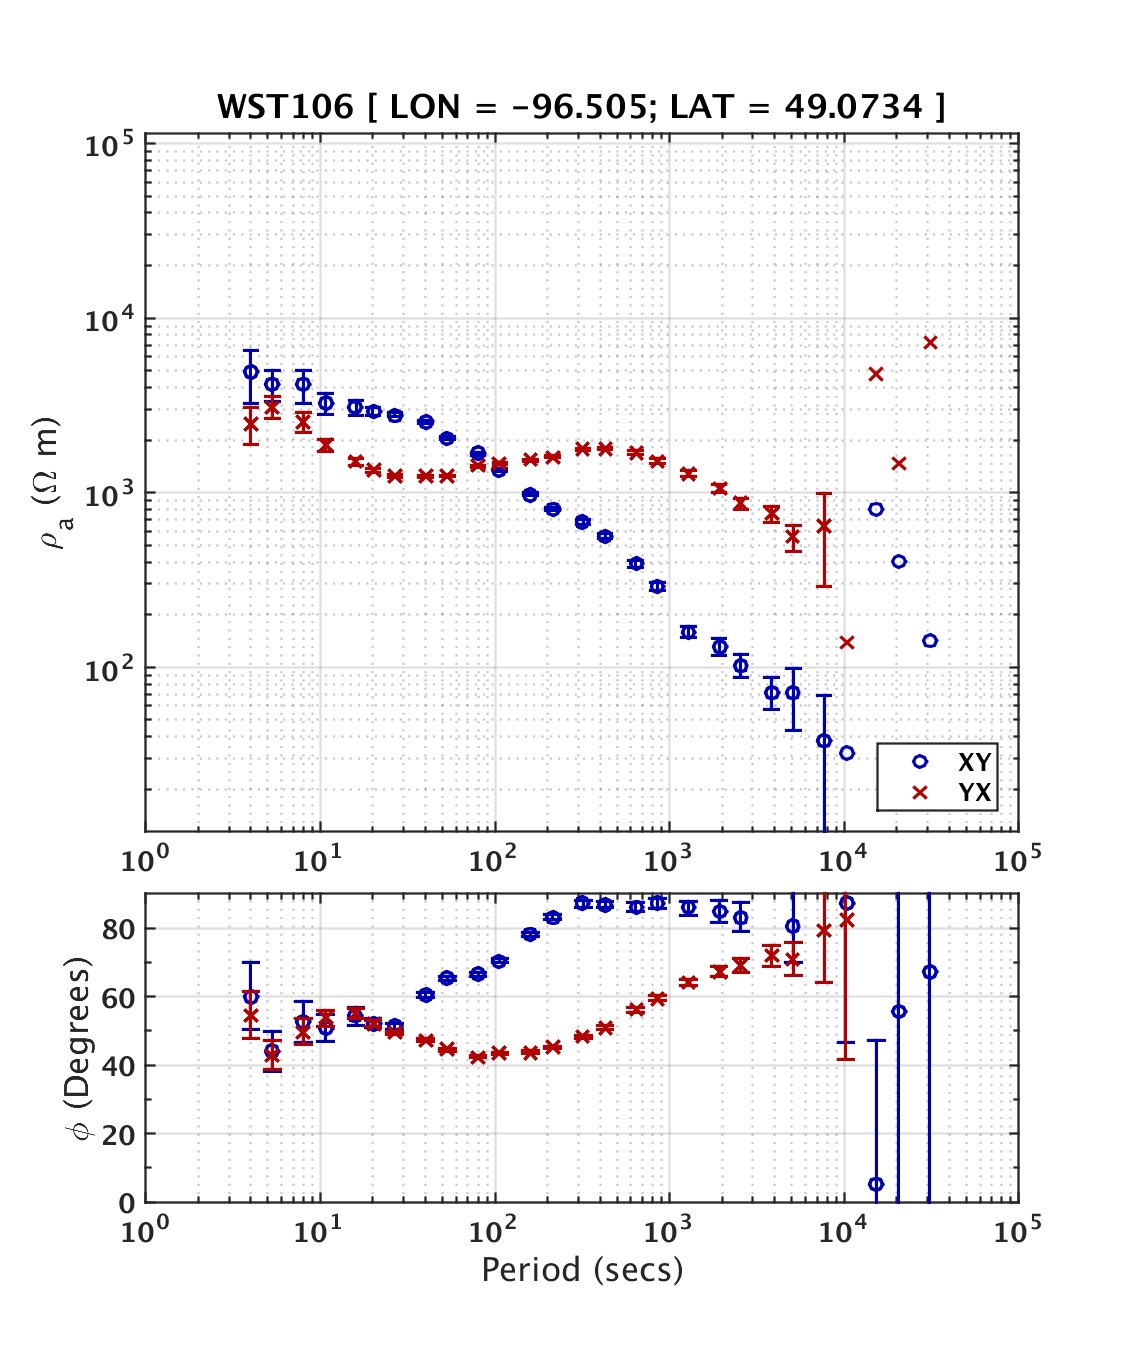 WST106 [ LON = -96.505; LAT = 49.0734 ]
10^5
10^4
10^3
10^2
ρ_a (Ω m)
XY
YX
10^0 10^1 10^2 10^3 10^4 10^5
80
60
40
20
0
ϕ (Degrees)
10^0 10^1 10^2 10^3 10^4 10^5
Period (secs)